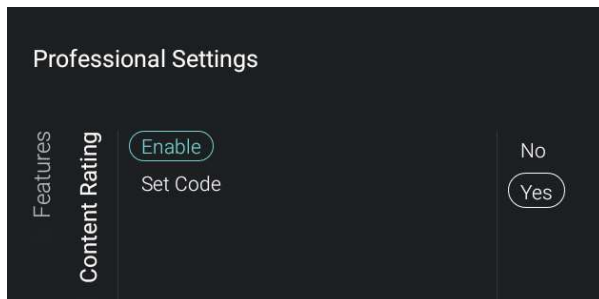 Professional Settings
Features
Content Rating
Enable
Set Code
No
Yes